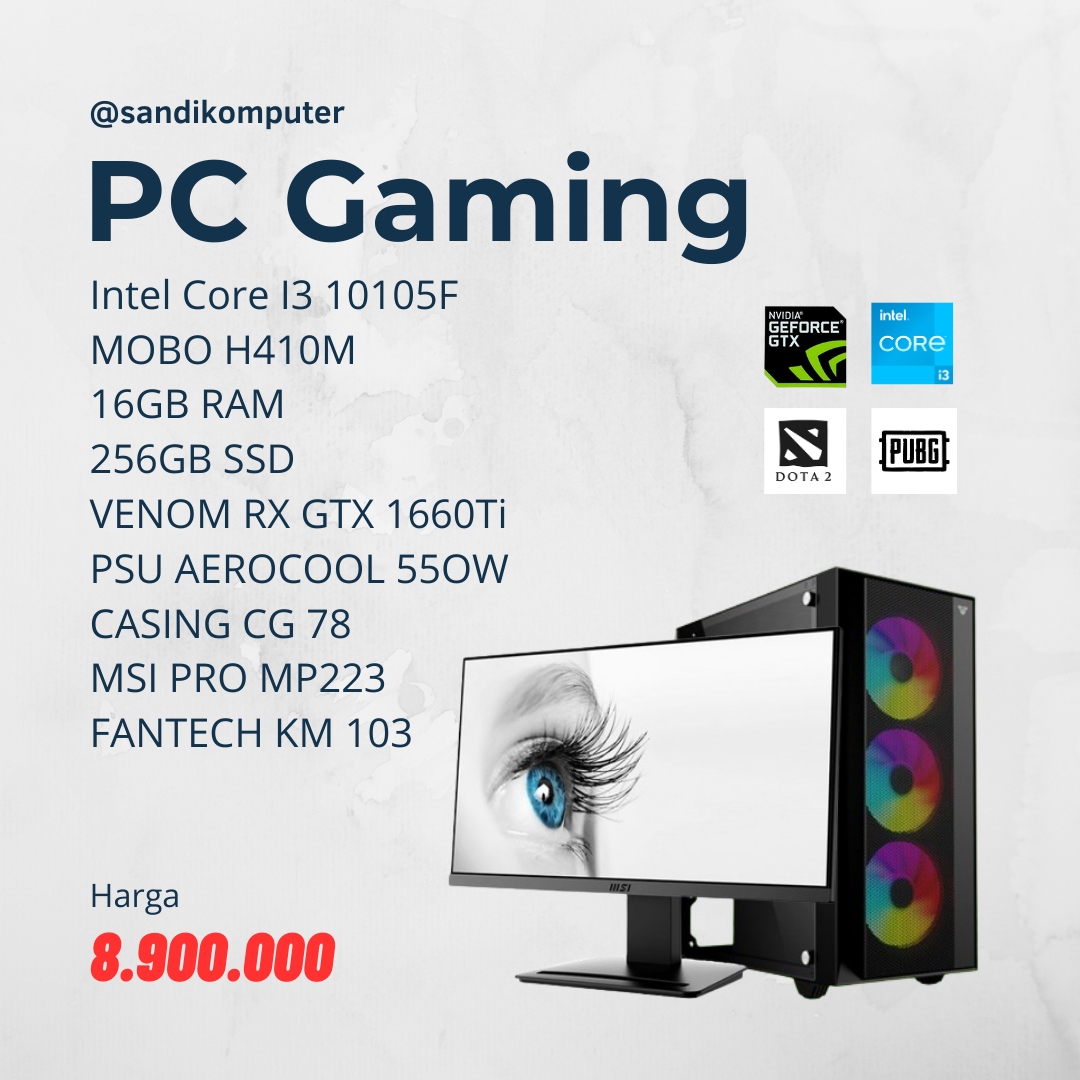 @sandikomputer
PC Gaming
Intel Core I3 10105F
MOBO H410M
16GB RAM
256GB SSD
VENOM RX GTX 1660Ti
PSU AEROCOOL 55OW
CASING CG 78
MSI PRO MP223
FANTECH KM 103
NVIDIA®
GEFORCE®
GTX
intel.
CORE
i3
DOTA 2
PUBG
msi
Harga
8.900.000